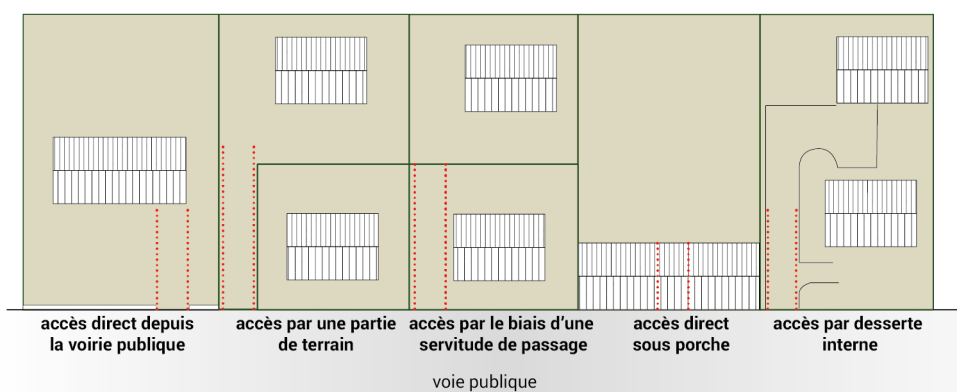 accès direct depuis
la voirie publique
accès par une partie
de terrain
accès par le biais d'une
servitude de passage
accès direct
sous porche
accès par desserte
interne
voie publique